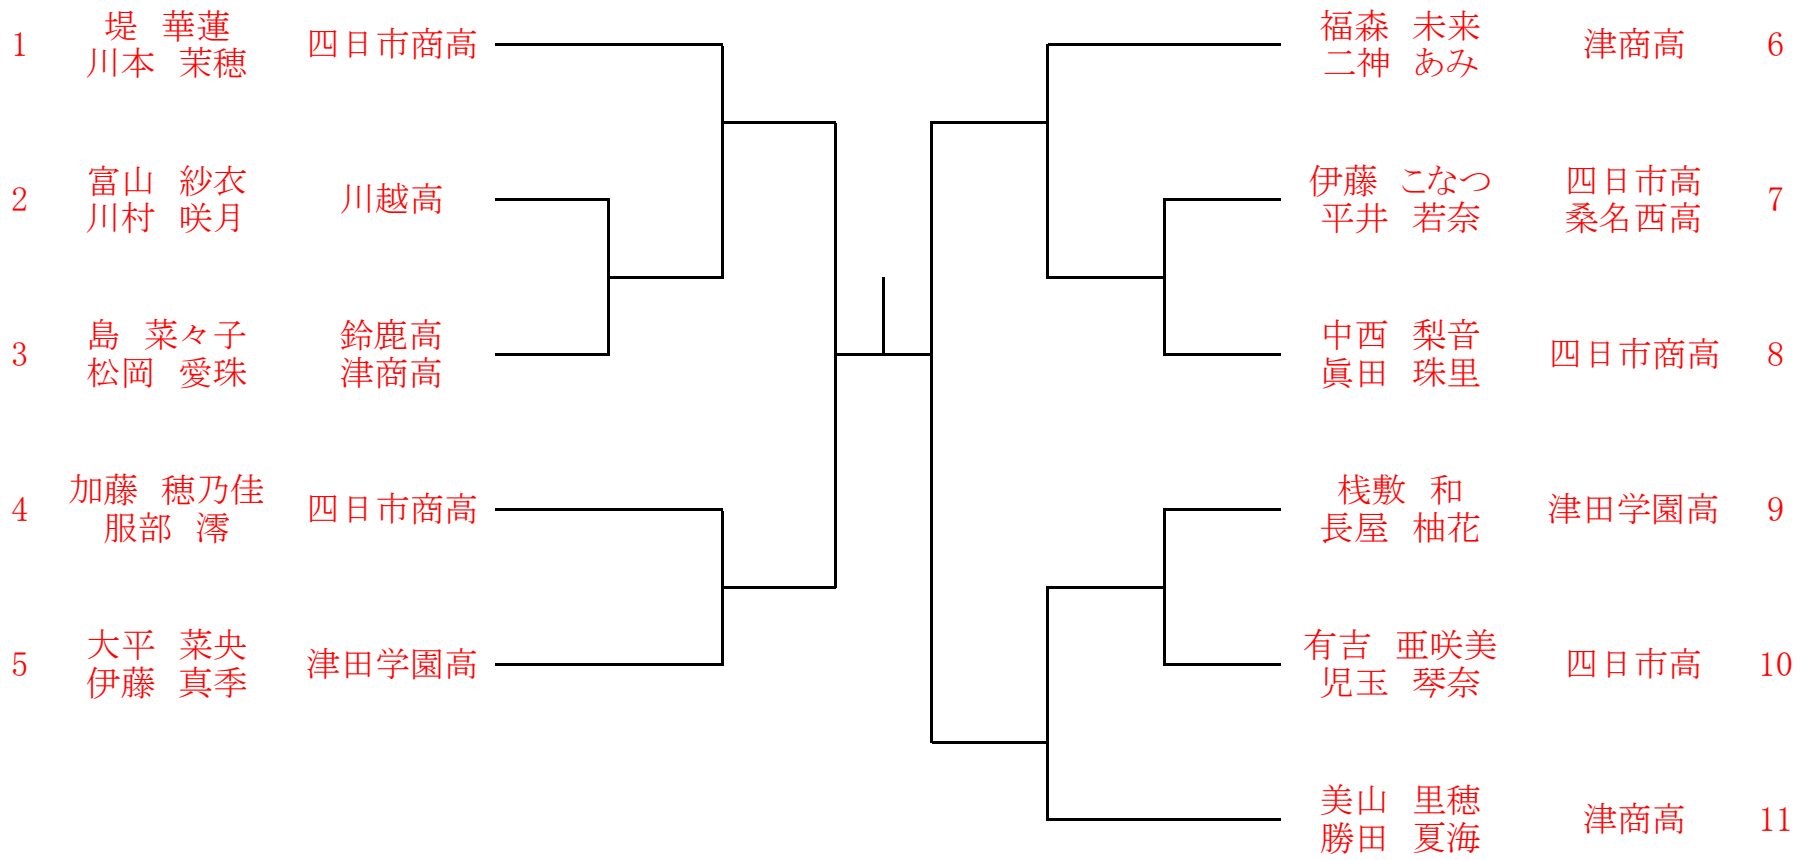 1 堤 華蓮 四日市商高
川本 茉穂
2 富山 紗衣 川越高
川村 咲月
3 島 菜々子 鈴鹿高
松岡 愛珠 津商高
4 加藤 穂乃佳 四日市商高
服部 澪
5 大平 菜央 津田学園高
伊藤 真季
福森 未来 津商高 6
二神 あみ
伊藤 こなつ 四日市高 7
平井 若奈 桑名西高
中西 梨音 四日市商高 8
眞田 珠里
桟敷 和 津田学園高 9
長屋 柚花
有吉 亜咲美 四日市高 10
児玉 琴奈
美山 里穂 津商高 11
勝田 夏海